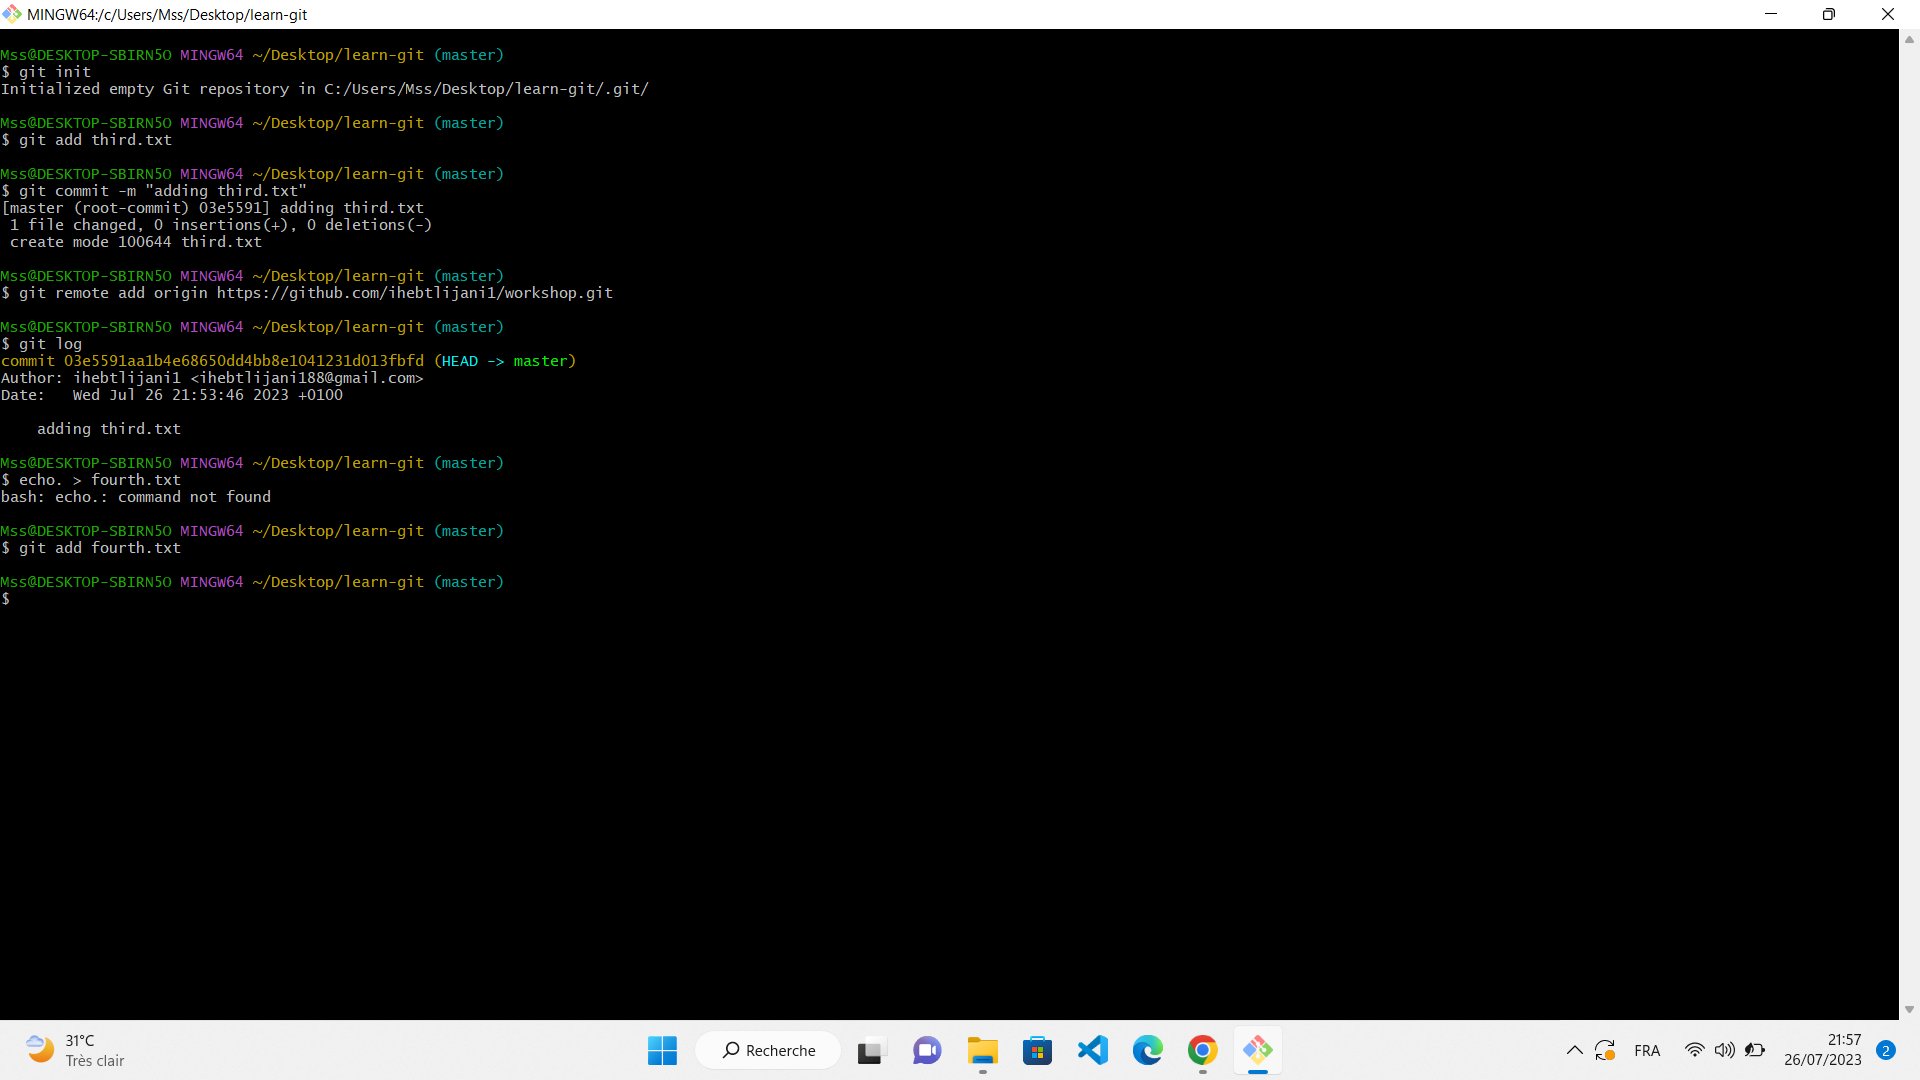 MINGW64:/c/Users/Mss/Desktop/learn-git
Mss@DESKTOP-SBIRN5O MINGW64 ~/Desktop/learn-git (master)
$ git init
Initialized empty Git repository in C:/Users/Mss/Desktop/learn-git/.git/
Mss@DESKTOP-SBIRN5O MINGW64 ~/Desktop/learn-git (master)
$ git add third.txt
Mss@DESKTOP-SBIRN5O MINGW64 ~/Desktop/learn-git (master)
$ git commit -m "adding third.txt"
[master (root-commit) 03e5591] adding third.txt
 1 file changed, 0 insertions(+), 0 deletions(-)
 create mode 100644 third.txt
Mss@DESKTOP-SBIRN5O MINGW64 ~/Desktop/learn-git (master)
$ git remote add origin https://github.com/ihebtlijani1/workshop.git
Mss@DESKTOP-SBIRN5O MINGW64 ~/Desktop/learn-git (master)
$ git log
commit 03e5591aa1b4e68650dd4bb8e1041231d013fbfd (HEAD -> master)
Author: ihebtlijani1 <ihebtlijani188@gmail.com>
Date:   Wed Jul 26 21:53:46 2023 +0100
    adding third.txt
Mss@DESKTOP-SBIRN5O MINGW64 ~/Desktop/learn-git (master)
$ echo. > fourth.txt
bash: echo.: command not found
Mss@DESKTOP-SBIRN5O MINGW64 ~/Desktop/learn-git (master)
$ git add fourth.txt
Mss@DESKTOP-SBIRN5O MINGW64 ~/Desktop/learn-git (master)
$
31°C
Très clair
Recherche
FRA
21:57
26/07/2023
2